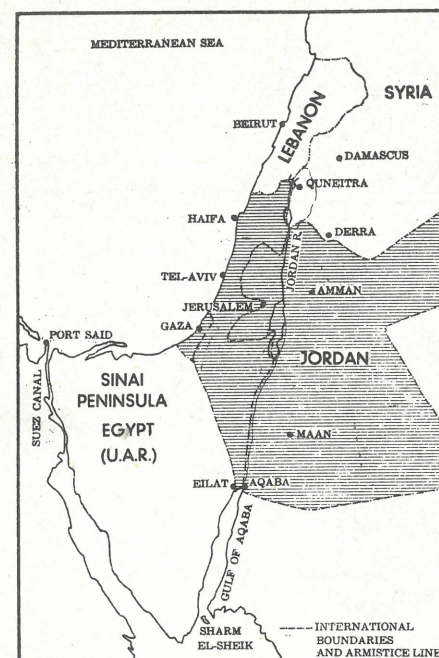 MEDITERRANEAN SEA
SYRIA
LEBANON
BEIRUT
DAMASCUS
QUNEITRA
HAIFA
DERRA
JORDAN R.
TEL-AVIV
AMMAN
JERUSALEM
GAZA
PORT SAID
JORDAN
SINAI
PENINSULA
EGYPT
(U.A.R.)
SUEZ CANAL
MAAN
EILAT
AQABA
GULF OF AQABA
SHARM
EL-SHEIK
INTERNATIONAL
BOUNDARIES
AND ARMISTICE LINE